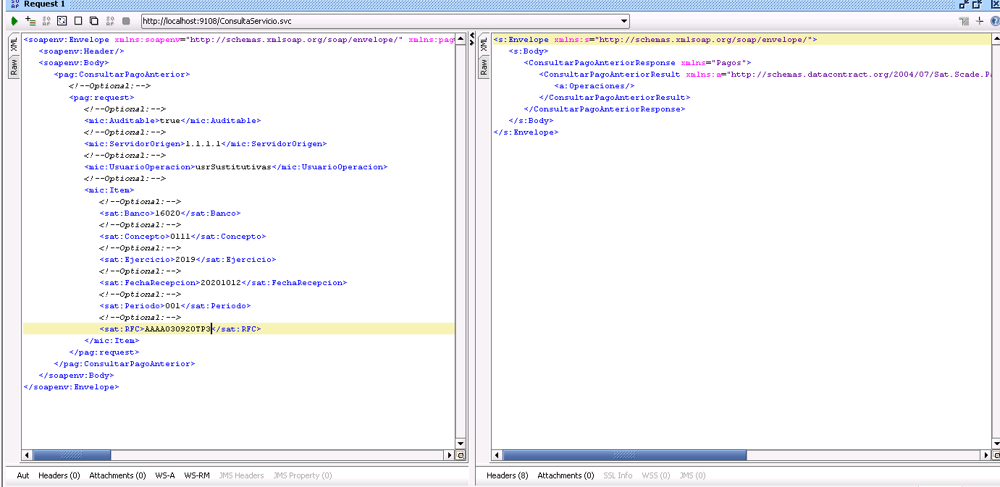 Request 1
http://localhost:9108/ConsultaServicio.svc
XML
Raw
<soapenv:Envelope xmlns:soapenv="http://schemas.xmlsoap.org/soap/envelope/" xmlns:pag
<soapenv:Header/>
<soapenv:Body>
<pag:ConsultarPagoAnterior>
<!--Optional:-->
<pag:request>
<!--Optional:-->
<mic:Auditable>true</mic:Auditable>
<!--Optional:-->
<mic:ServidorOrigen>1.1.1.1</mic:ServidorOrigen>
<!--Optional:-->
<mic:UsuarioOperacion>usrSustitutivas</mic:UsuarioOperacion>
<!--Optional:-->
<mic:Item>
<!--Optional:-->
<sat:Banco>16020</sat:Banco>
<!--Optional:-->
<sat:Concepto>0111</sat:Concepto>
<!--Optional:-->
<sat:Ejercicio>2019</sat:Ejercicio>
<!--Optional:-->
<sat:FechaRecepcion>20201012</sat:FechaRecepcion>
<!--Optional:-->
<sat:Periodo>001</sat:Periodo>
<!--Optional:-->
<sat:RFC>AAAA030920TP3</sat:RFC>
</mic:Item>
</pag:request>
</pag:ConsultarPagoAnterior>
</soapenv:Body>
</soapenv:Envelope>
Aut Headers (0) Attachments (0) WS-A WS-RM JMS Headers JMS Property (0)
XML
Raw
<s:Envelope xmlns:s="http://schemas.xmlsoap.org/soap/envelope/">
<s:Body>
<ConsultarPagoAnteriorResponse xmlns="Pagos">
<ConsultarPagoAnteriorResult xmlns:a="http://schemas.datacontract.org/2004/07/Sat.Scade.Pa
<a:Operaciones/>
</ConsultarPagoAnteriorResult>
</ConsultarPagoAnteriorResponse>
</s:Body>
</s:Envelope>
Headers (8) Attachments (0) SSL Info WSS (0) JMS (0)